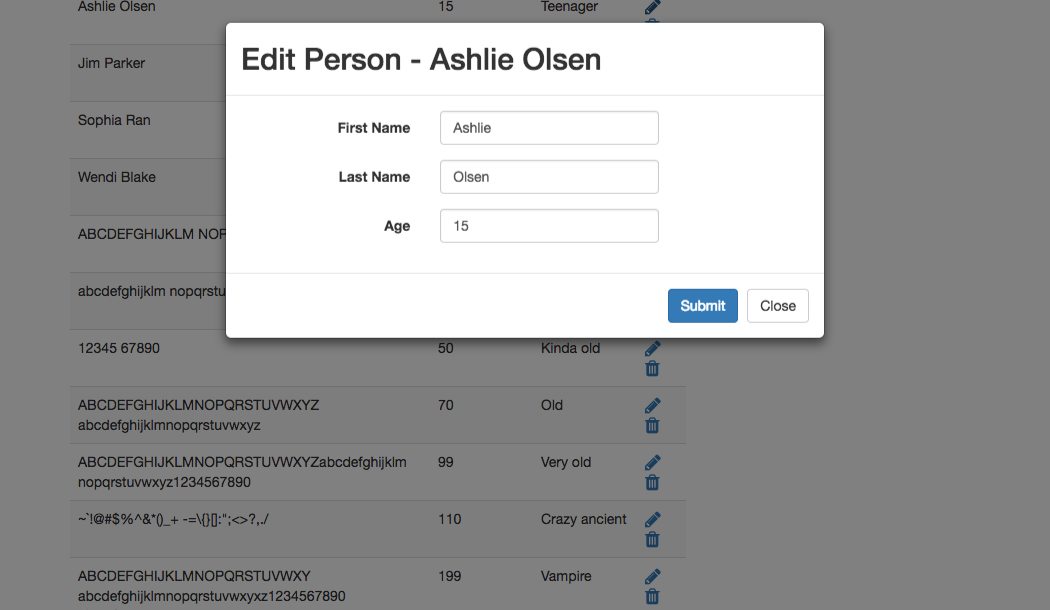 Ashlie Olsen 15 Teenager
Edit Person - Ashlie Olsen
Jim Parker
First Name Ashlie
Sophia Ran
Last Name Olsen
Wendi Blake
Age 15
ABCDEFGHIJKLM NOP
abcdefghijklm nopqrstu
Submit Close
12345 67890 50 Kinda old
ABCDEFGHIJKLMNOPQRSTUVWXYZ 70 Old
abcdefghijklmnopqrstuvwxyz
ABCDEFGHIJKLMNOPQRSTUVWXYZabcdefghijklm 99 Very old
nopqrstuvwxyz1234567890
~`!@#$%^&*()_+ -=\{}[]:";<>?,./ 110 Crazy ancient
ABCDEFGHIJKLMNOPQRSTUVWXY 199 Vampire
abcdefghijklmnopqrstuvwxyxz1234567890